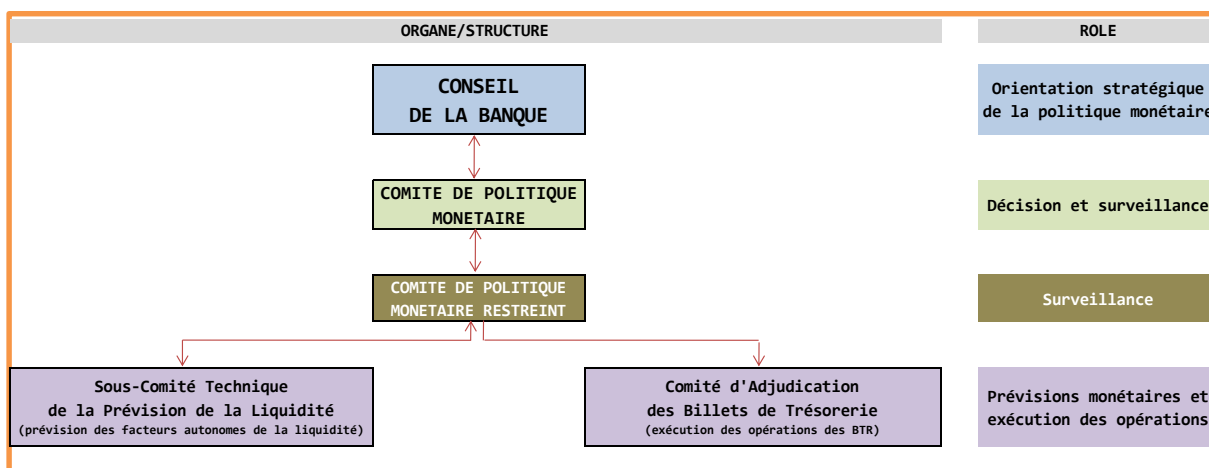 ORGANE/STRUCTURE
ROLE
CONSEIL
DE LA BANQUE
Orientation stratégique
de la politique monétaire
COMITE DE POLITIQUE
MONETAIRE
Décision et surveillance
COMITE DE POLITIQUE
MONETAIRE RESTREINT
Surveillance
Sous-Comité Technique
de la Prévision de la Liquidité
(prévision des facteurs autonomes de la liquidité)
Comité d'Adjudication
des Billets de Trésorerie
(exécution des opérations des BTR)
Prévisions monétaires et
exécution des opérations